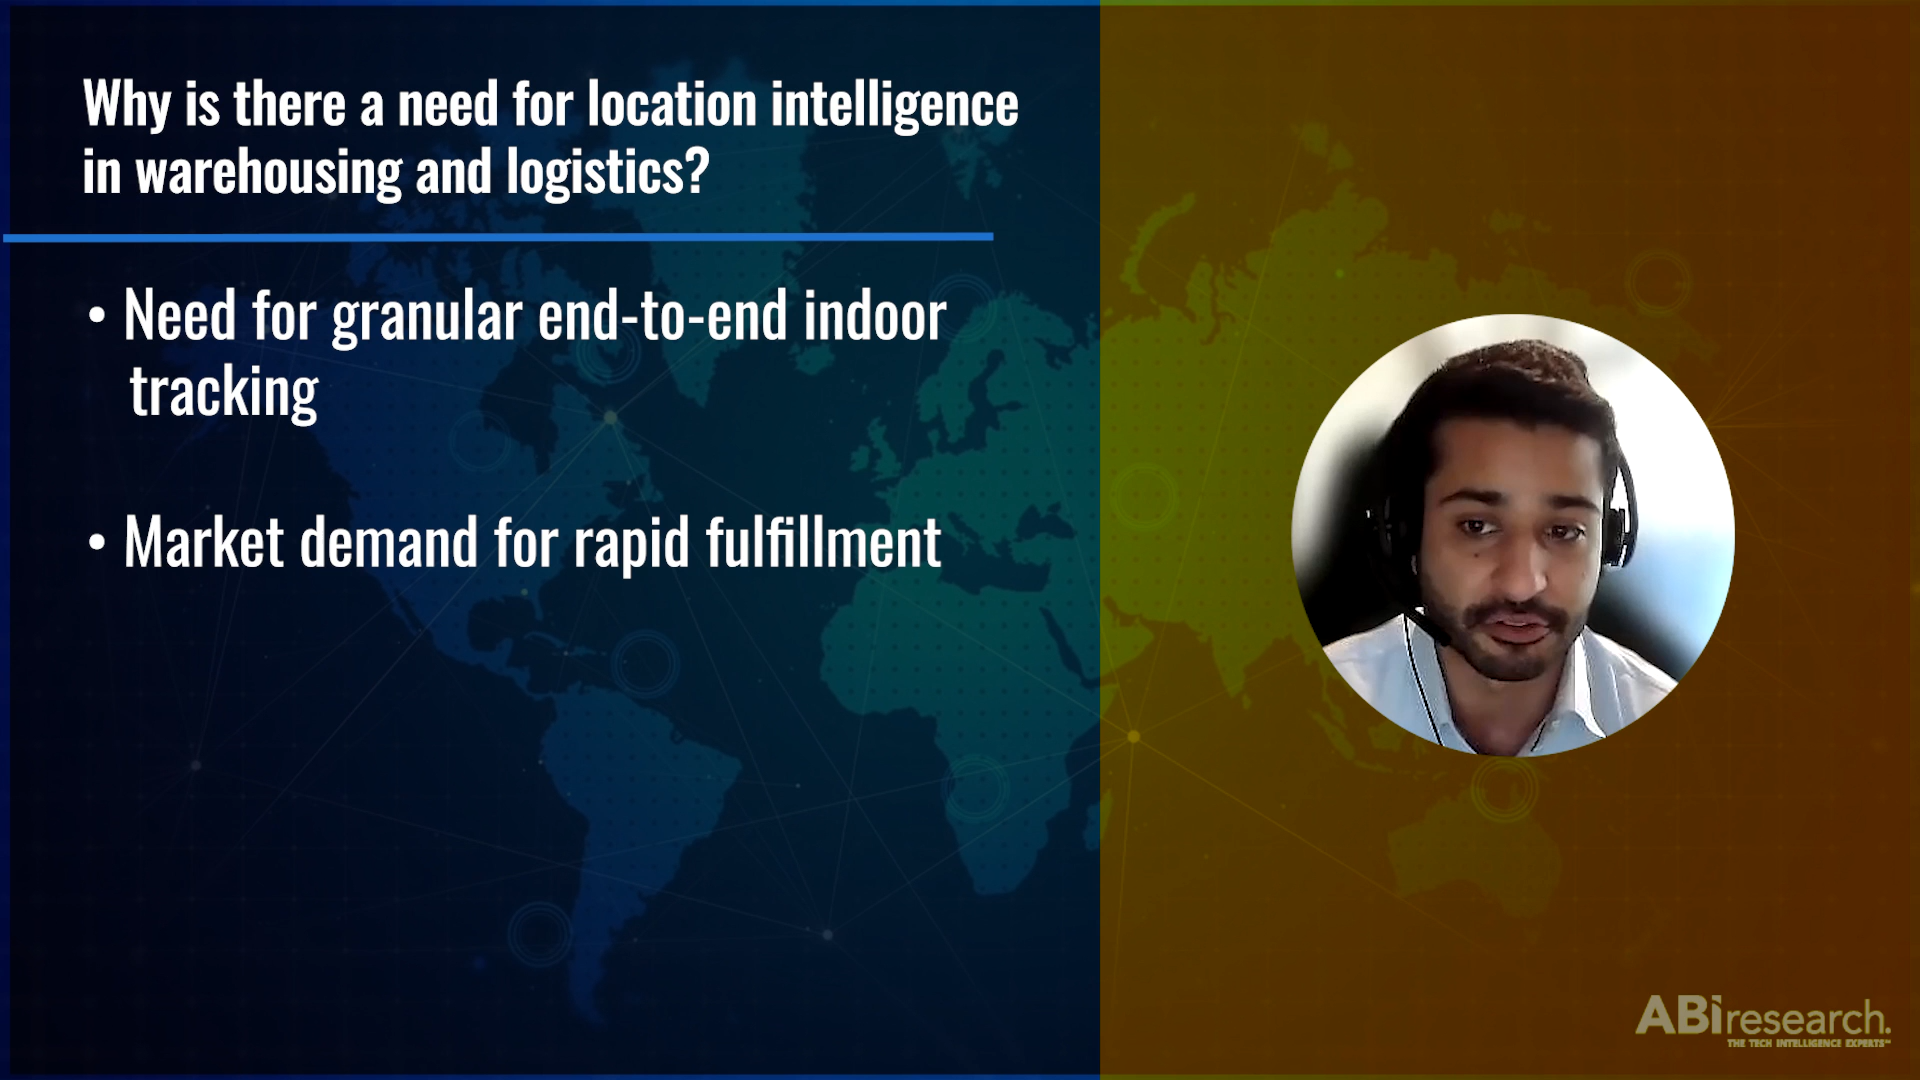 Why is there a need for location intelligence
in warehousing and logistics?
• Need for granular end-to-end indoor
tracking
• Market demand for rapid fulfillment
ABIresearch.
THE TECH INTELLIGENCE EXPERTS™